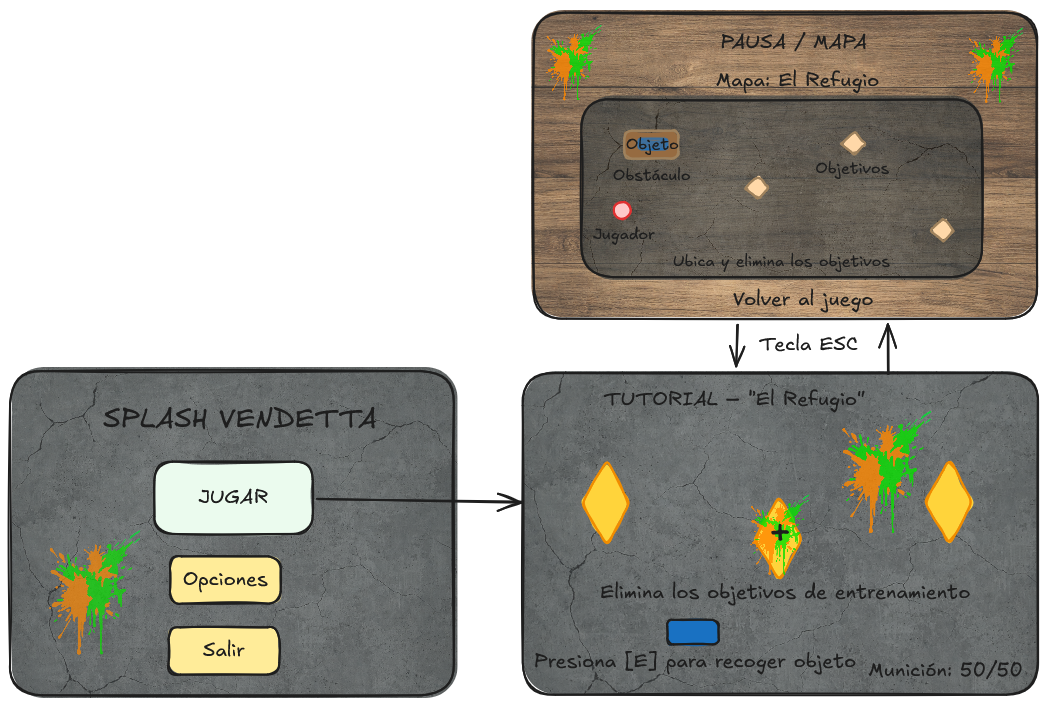 PAUSA / MAPA
Mapa: El Refugio
Objeto
Obstáculo
Objetivos
Jugador
Ubica y elimina los objetivos
Volver al juego
Tecla ESC
SPLASH VENDETTA
JUGAR
Opciones
Salir
TUTORIAL – "El Refugio"
Elimina los objetivos de entrenamiento
Presiona [E] para recoger objeto
Munición: 50/50